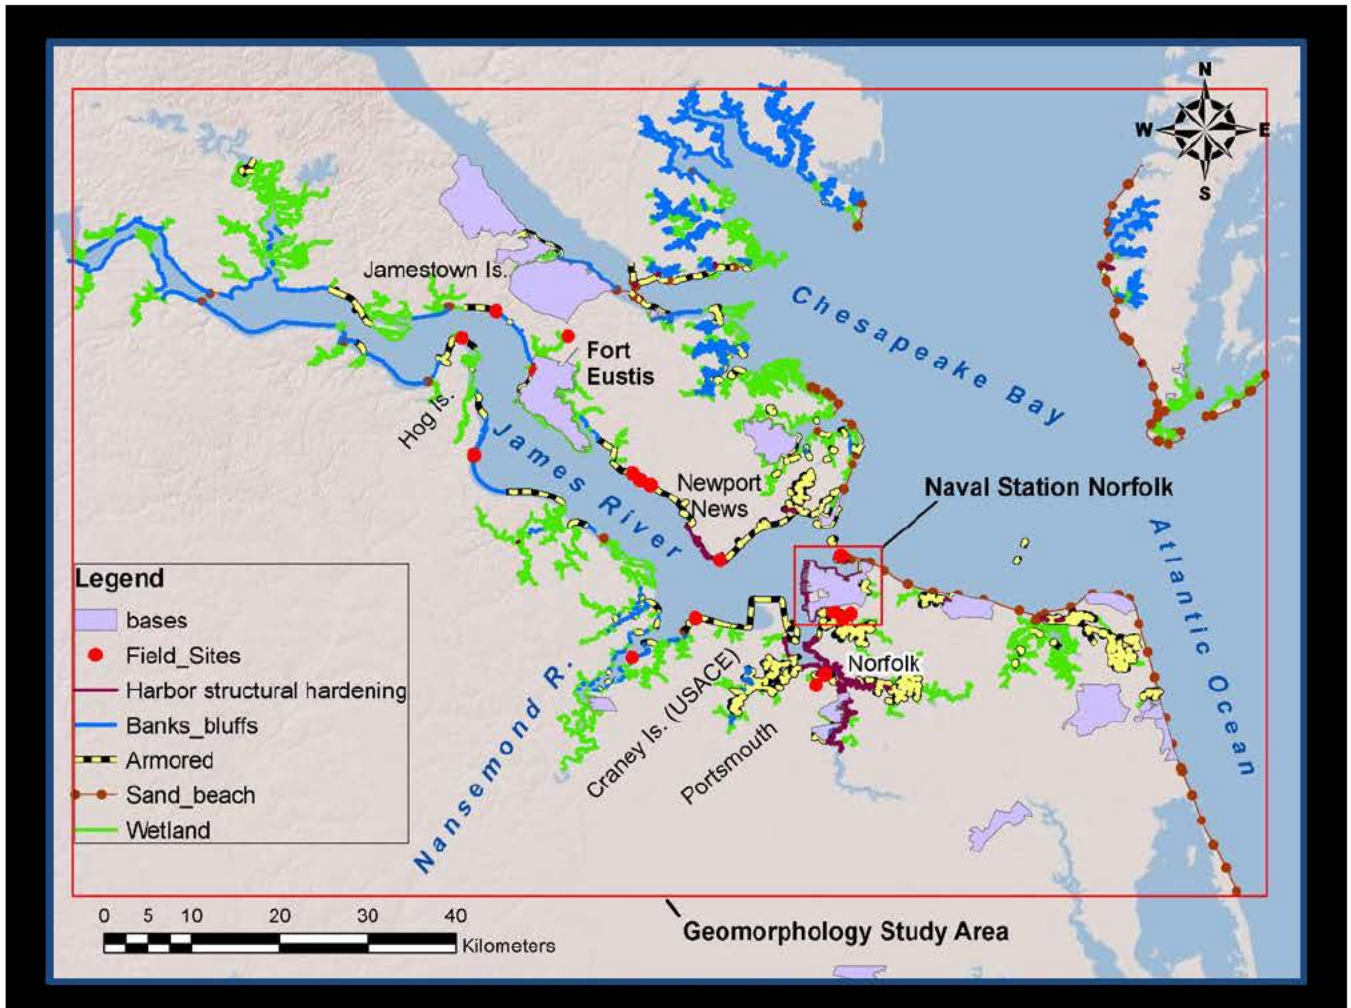 N
W E
S
Jamestown Is.
Chesapeake Bay
Fort
Eustis
Hog Is.
James River
Newport
News
Naval Station Norfolk
Atlantic Ocean
Legend
bases
Field_Sites
Harbor structural hardening
Banks_bluffs
Armored
Sand_beach
Wetland
Norfolk
Nansemond R.
Craney Is. (USACE)
Portsmouth
0 5 10 20 30 40
Kilometers
Geomorphology Study Area